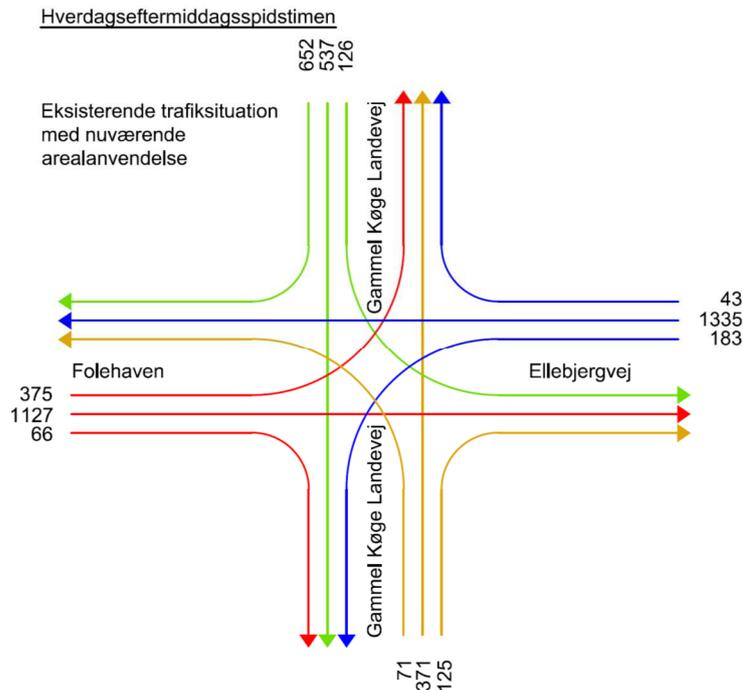 Hverdagseftermiddagsspidstimen
652
537
126
Eksisterende trafiksituation
med nuværende
arealanvendelse
Gammel Køge Landevej
43
1335
183
Folehaven
Ellebjergvej
375
1127
66
Gammel Køge Landevej
71
371
125